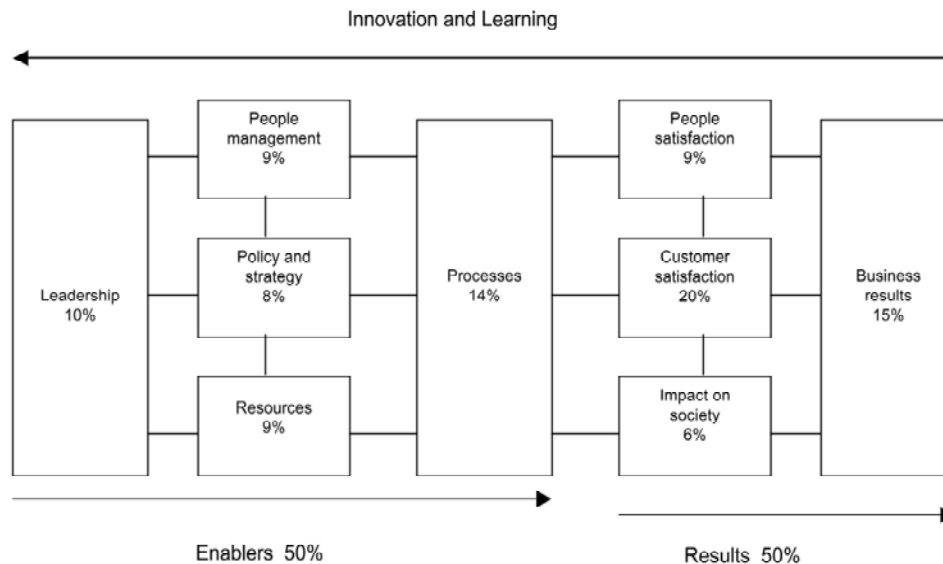 Innovation and Learning
Leadership
10%
People
management
9%
Policy and
strategy
8%
Resources
9%
Processes
14%
People
satisfaction
9%
Customer
satisfaction
20%
Impact on
society
6%
Business
results
15%
Enablers 50%
Results 50%